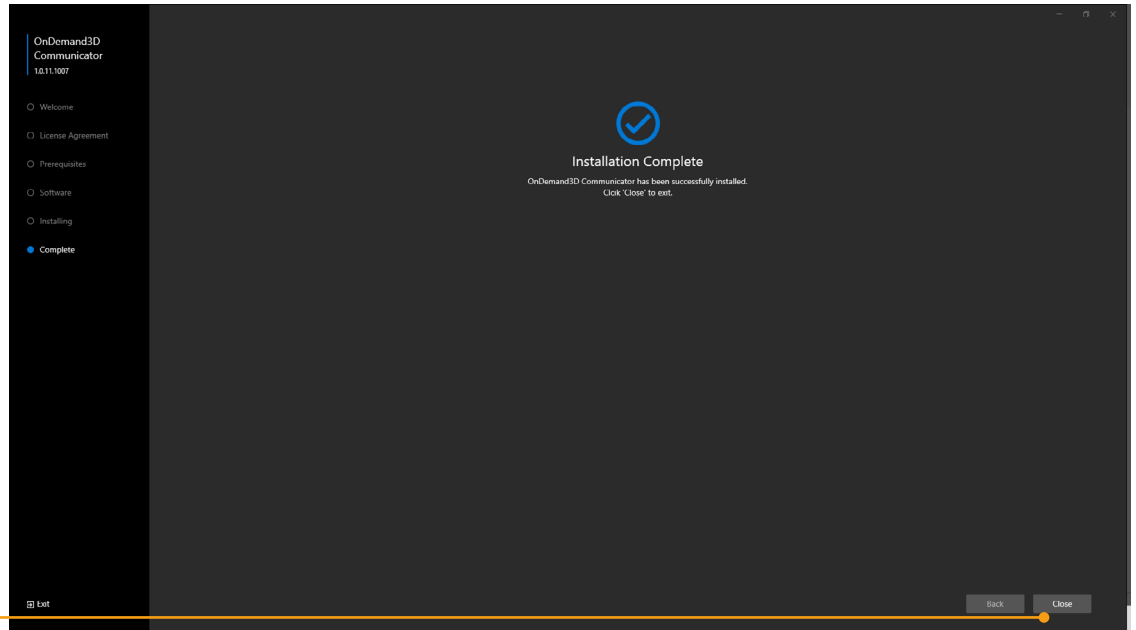 OnDemand3D
Communicator
1.0.11.1007
Welcome
License Agreement
Prerequisites
Software
Installing
Complete
Installation Complete
OnDemand3D Communicator has been successfully installed.
Clcik 'Close' to exit.
Exit
Back
Close